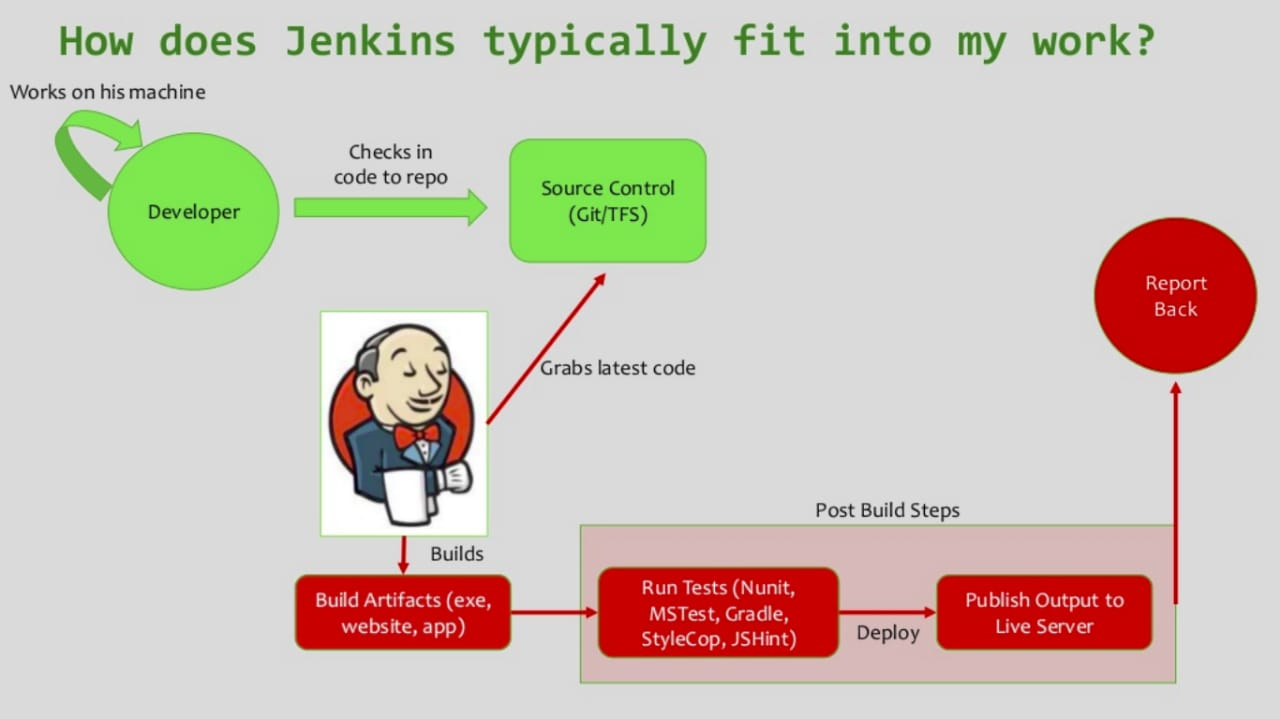 How does Jenkins typically fit into my work?
Works on his machine
Checks in
code to repo
Developer
Source Control
(Git/TFS)
Report
Back
Grabs latest code
Post Build Steps
Builds
Build Artifacts (exe,
website, app)
Run Tests (Nunit,
MSTest, Gradle,
StyleCop, JSHint)
Deploy
Publish Output to
Live Server